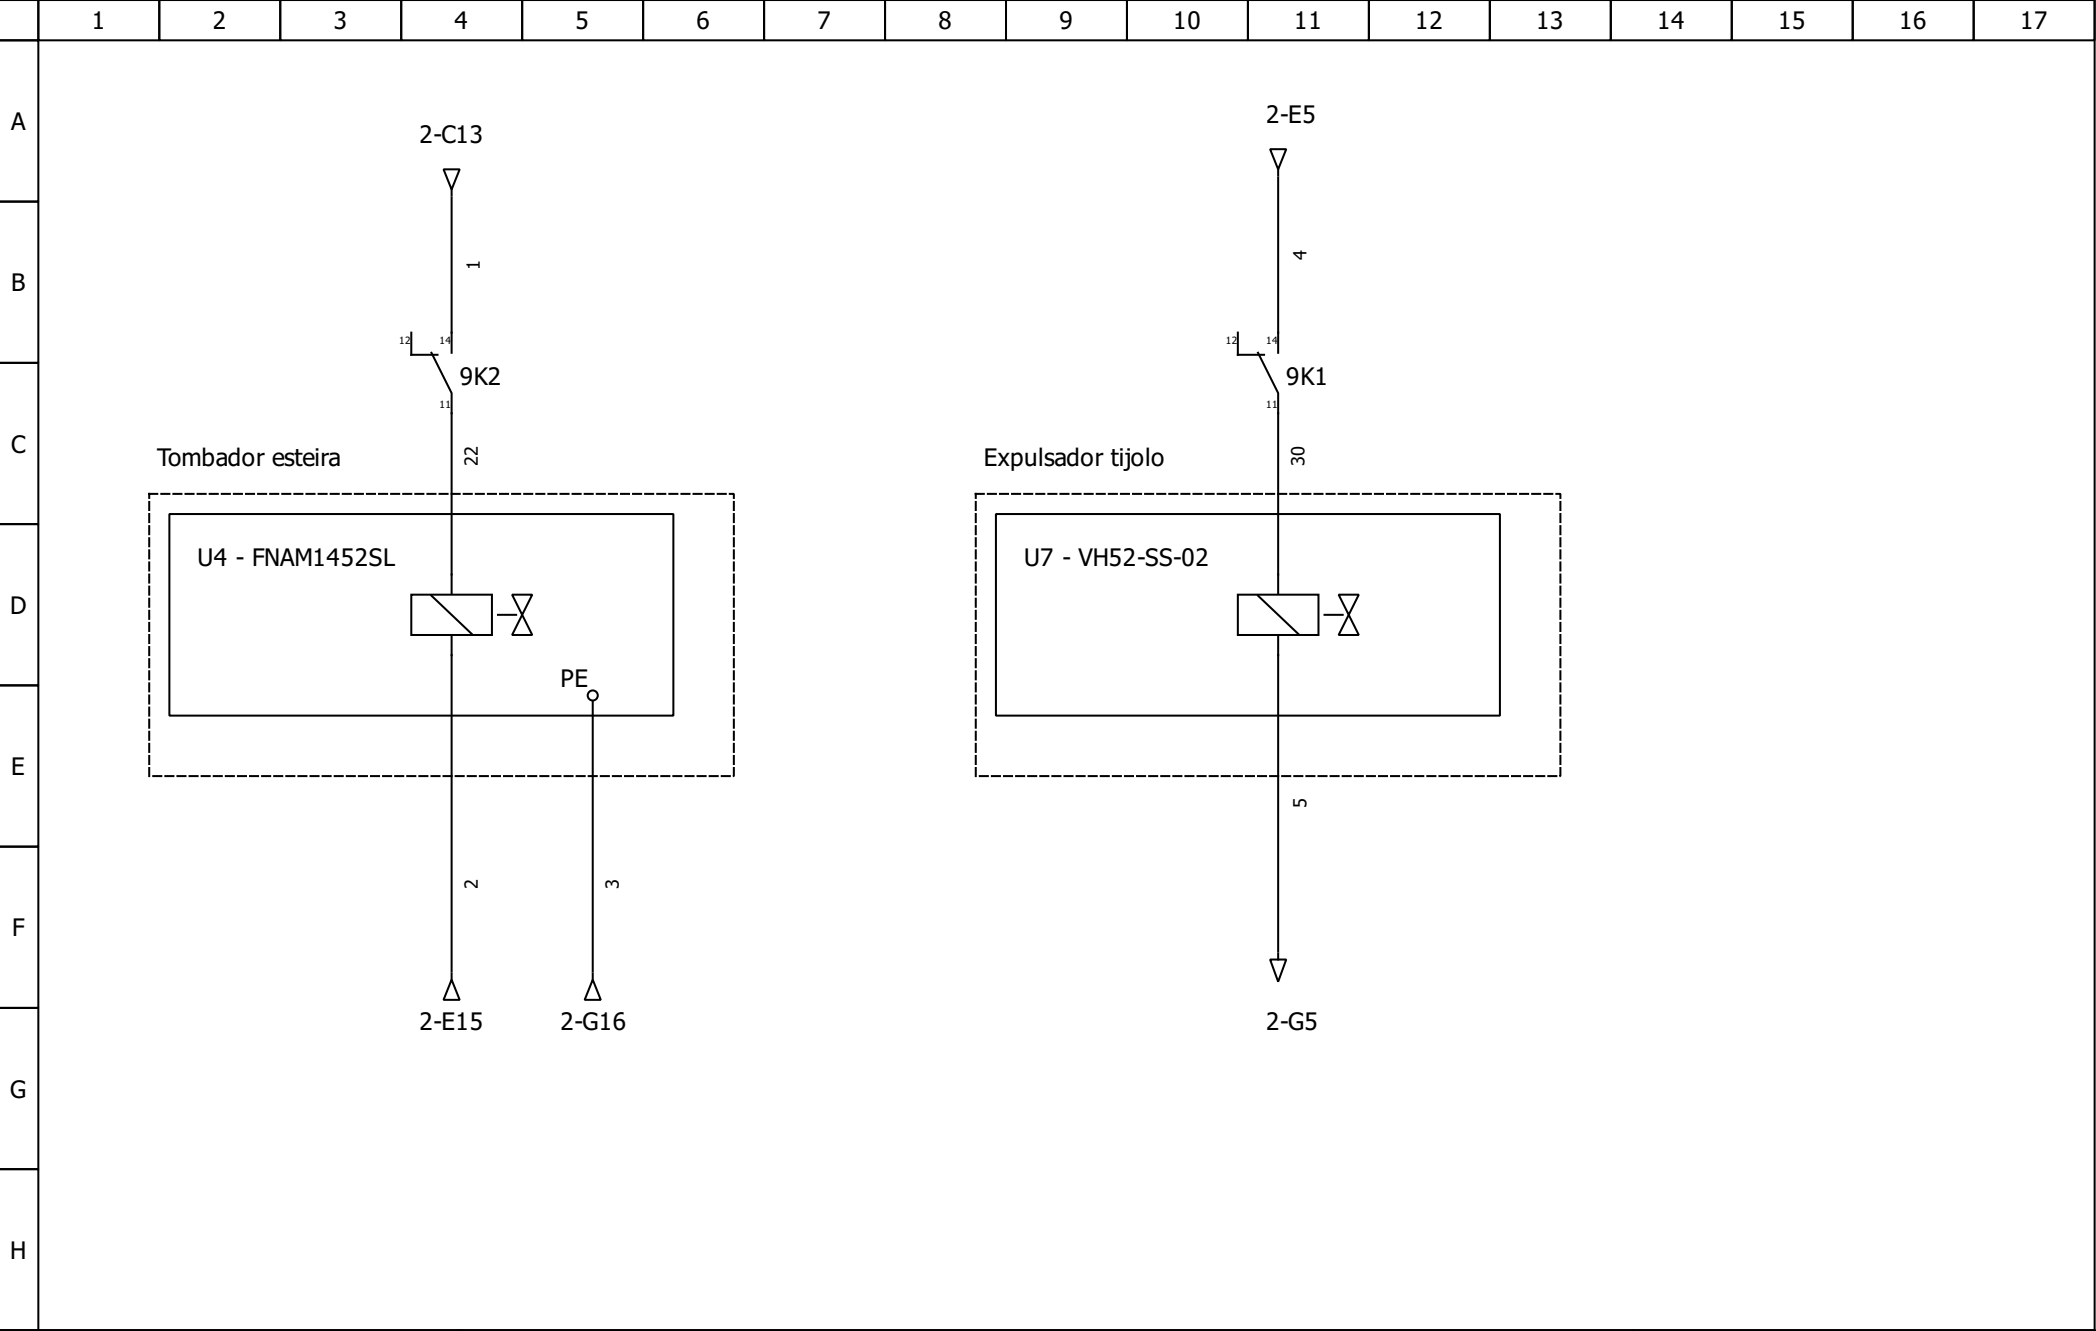 1 2 3 4 5 6 7 8 9 10 11 12 13 14 15 16 17
A
B
C
D
E
F
G
H
2-C13
1
12 14
9K2
11
22
Tombador esteira
U4 - FNAM1452SL
PE
2
3
2-E15
2-G16
2-E5
4
12 14
9K1
11
30
Expulsador tijolo
U7 - VH52-SS-02
5
2-G5